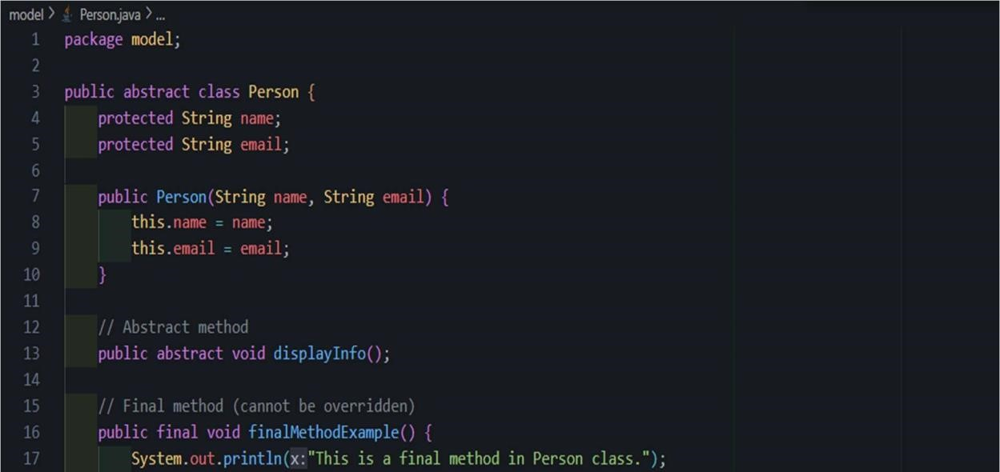 model > Person.java > ...
1 package model;
2
3 public abstract class Person {
4     protected String name;
5     protected String email;
6
7     public Person(String name, String email) {
8         this.name = name;
9         this.email = email;
10     }
11
12     // Abstract method
13     public abstract void displayInfo();
14
15     // Final method (cannot be overridden)
16     public final void finalMethodExample() {
17         System.out.println(x:"This is a final method in Person class.");